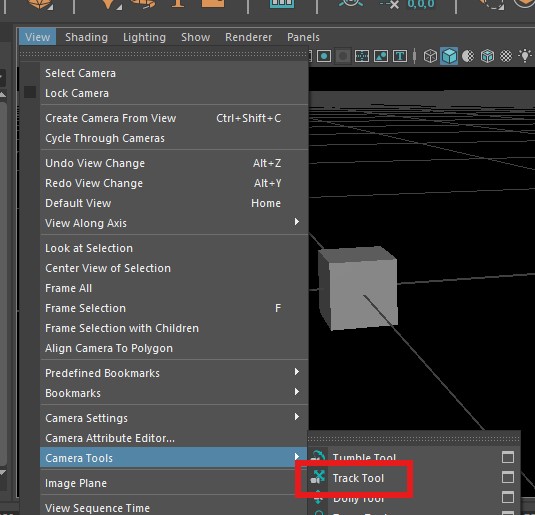 0,0,0
View Shading Lighting Show Renderer Panels
Select Camera
Lock Camera
Create Camera From View Ctrl+Shift+C
Cycle Through Cameras
Undo View Change Alt+Z
Redo View Change Alt+Y
Default View Home
View Along Axis
Look at Selection
Center View of Selection
Frame All
Frame Selection F
Frame Selection with Children
Align Camera To Polygon
Predefined Bookmarks
Bookmarks
Camera Settings
Camera Attribute Editor...
Camera Tools
Tumble Tool
Image Plane
Track Tool
Dolly Tool
View Sequence Time